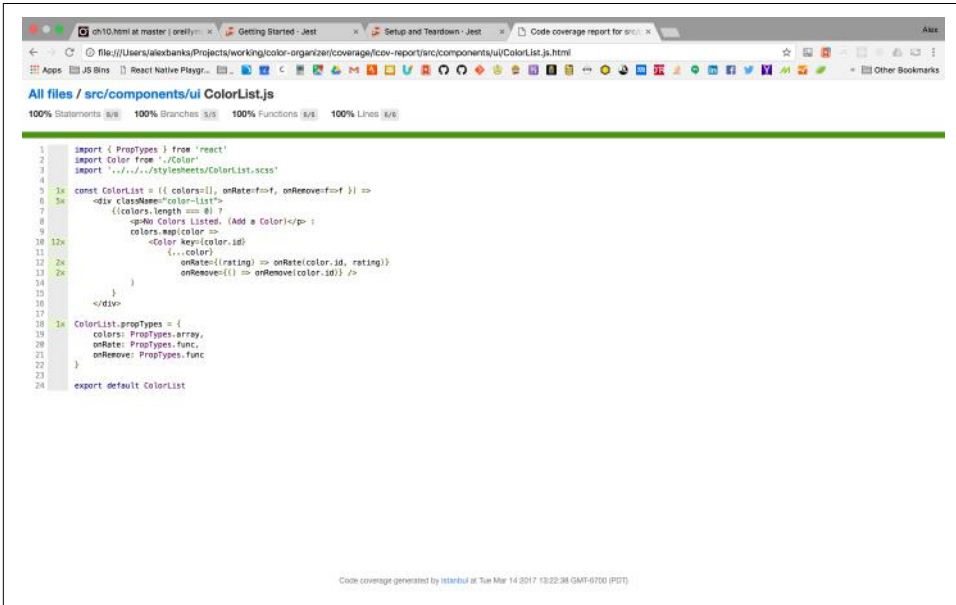 ch10.html at master | oreillym
Getting Started · Jest
Setup and Teardown · Jest
Code coverage report for src/
Alex
file:///Users/alexbanks/Projects/working/color-organizer/coverage/lcov-report/src/components/ui/ColorList.js.html
Apps JS Bins React Native Playgr... Other Bookmarks
All files / src/components/ui ColorList.js
100% Statements 8/8 100% Branches 5/5 100% Functions 6/6 100% Lines 6/6
1 import { PropTypes } from 'react'
2 import Color from './Color'
3 import '../../../stylesheets/ColorList.scss'
4
5 1x const ColorList = ({ colors=[], onRate=f=>f, onRemove=f=>f }) =>
6 5x <div className="color-list">
7 {(colors.length === 0) ?
8 <p>No Colors Listed. (Add a Color)</p> :
9 colors.map(color =>
10 12x <Color key={color.id}
11 {...color}
12 2x onRate={(rating) => onRate(color.id, rating)}
13 2x onRemove={() => onRemove(color.id)} />
14 )
15 }
16 </div>
17
18 1x ColorList.propTypes = {
19 colors: PropTypes.array,
20 onRate: PropTypes.func,
21 onRemove: PropTypes.func
22 }
23
24 export default ColorList
Code coverage generated by istanbul at Tue Mar 14 2017 13:22:38 GMT-0700 (PDT)